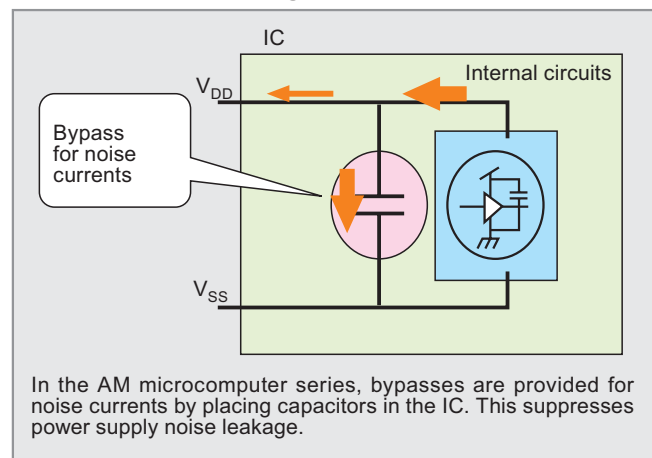 IC
Internal circuits
VDD
Bypass
for noise
currents
VSS
In the AM microcomputer series, bypasses are provided for
noise currents by placing capacitors in the IC. This suppresses
power supply noise leakage.